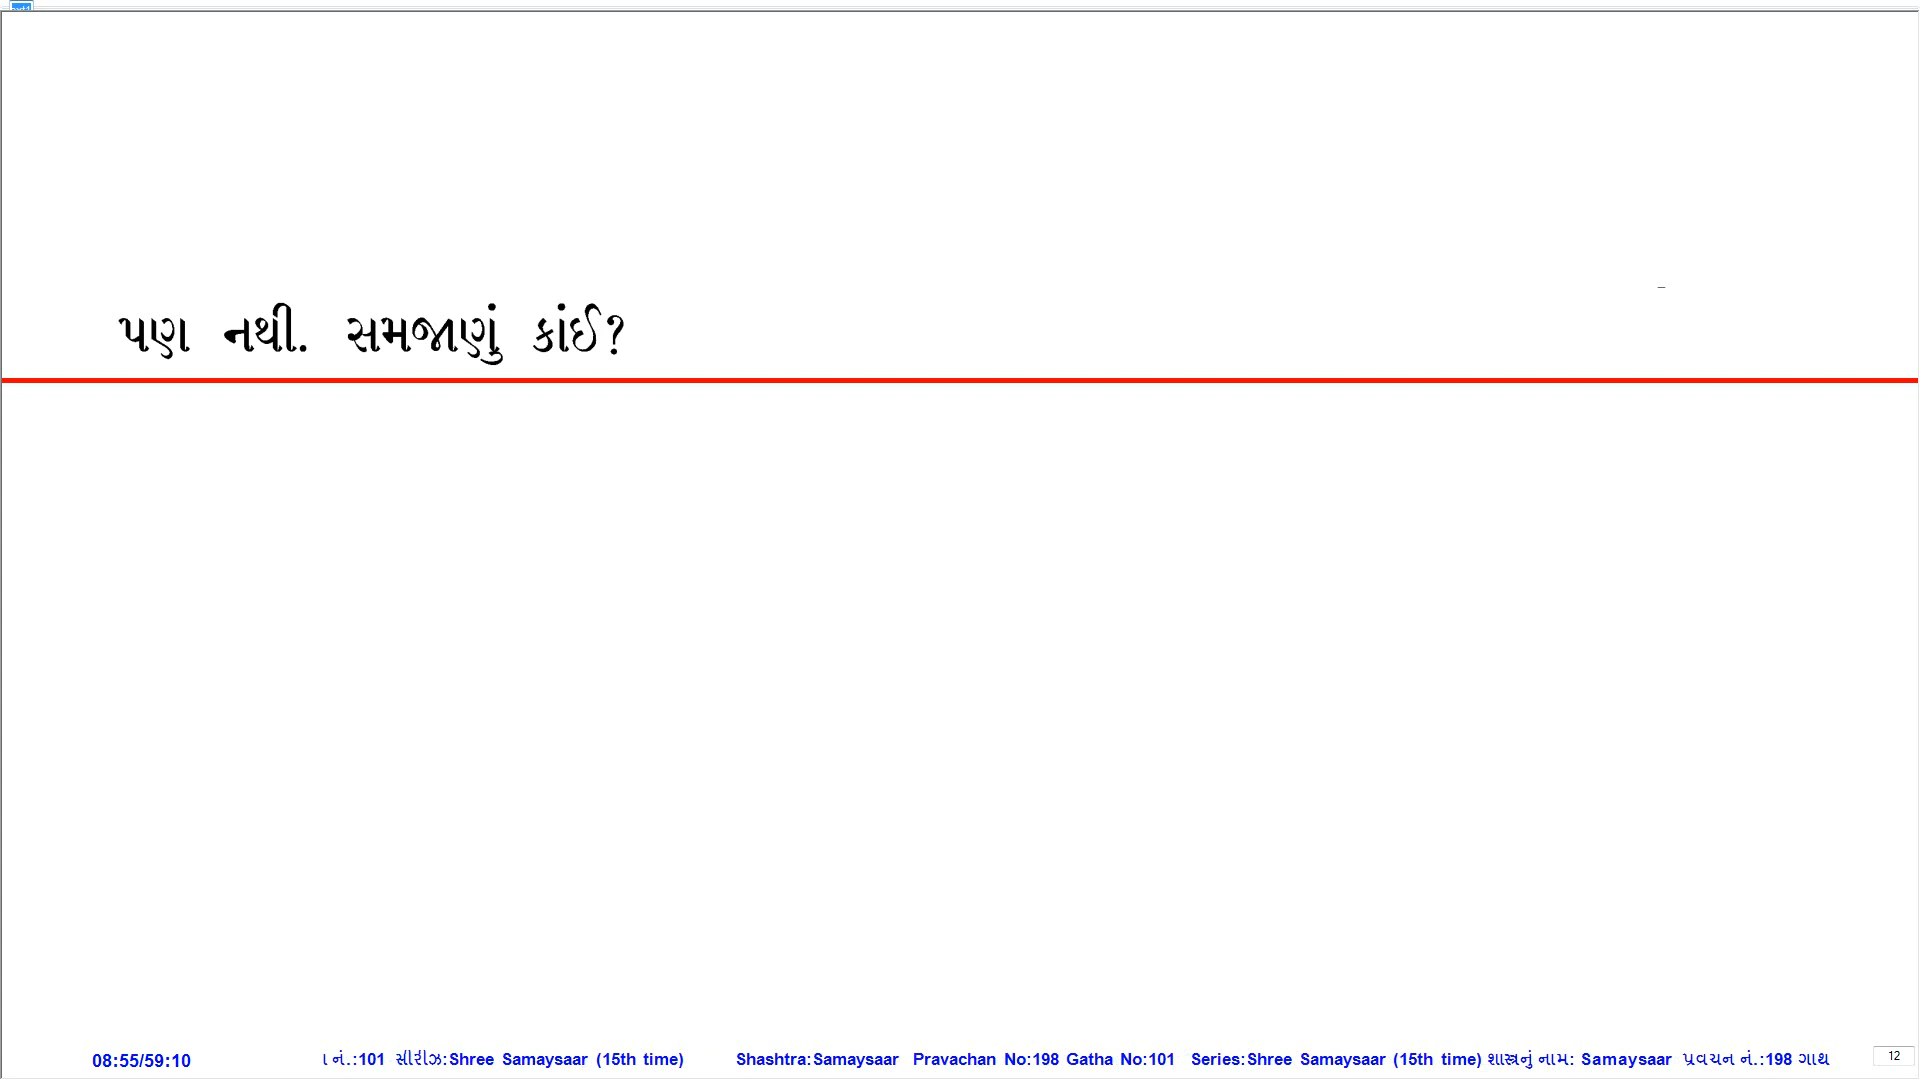 પણ નથી. સમજાણું કાંઈ?
08:55/59:10 ા નં.:101 સીરીઝ:Shree Samaysaar (15th time) Shashtra:Samaysaar Pravachan No:198 Gatha No:101 Series:Shree Samaysaar (15th time) શાસ્ત્રનું નામ: Samaysaar પ્રવચન નં.:198 ગાથ 12